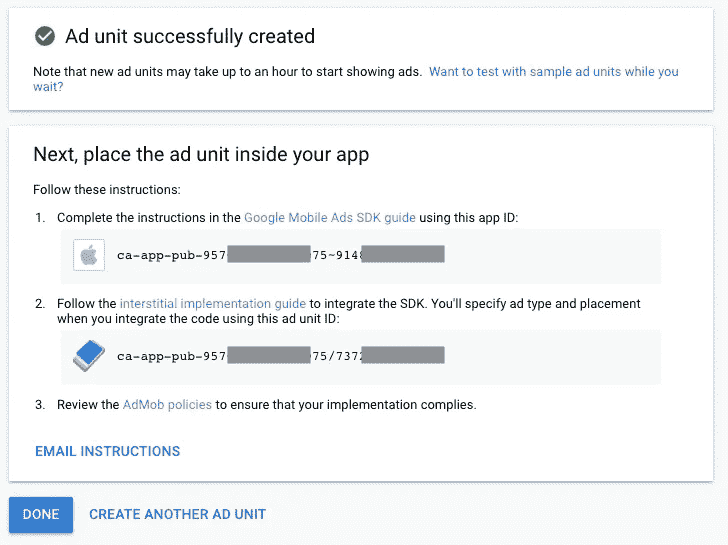 Ad unit successfully created
Note that new ad units may take up to an hour to start showing ads. Want to test with sample ad units while you
wait?
Next, place the ad unit inside your app
Follow these instructions:
1. Complete the instructions in the Google Mobile Ads SDK guide using this app ID:
ca-app-pub-957 75~914
2. Follow the interstitial implementation guide to integrate the SDK. You'll specify ad type and placement
when you integrate the code using this ad unit ID:
ca-app-pub-957 75/737
3. Review the AdMob policies to ensure that your implementation complies.
EMAIL INSTRUCTIONS
DONE CREATE ANOTHER AD UNIT